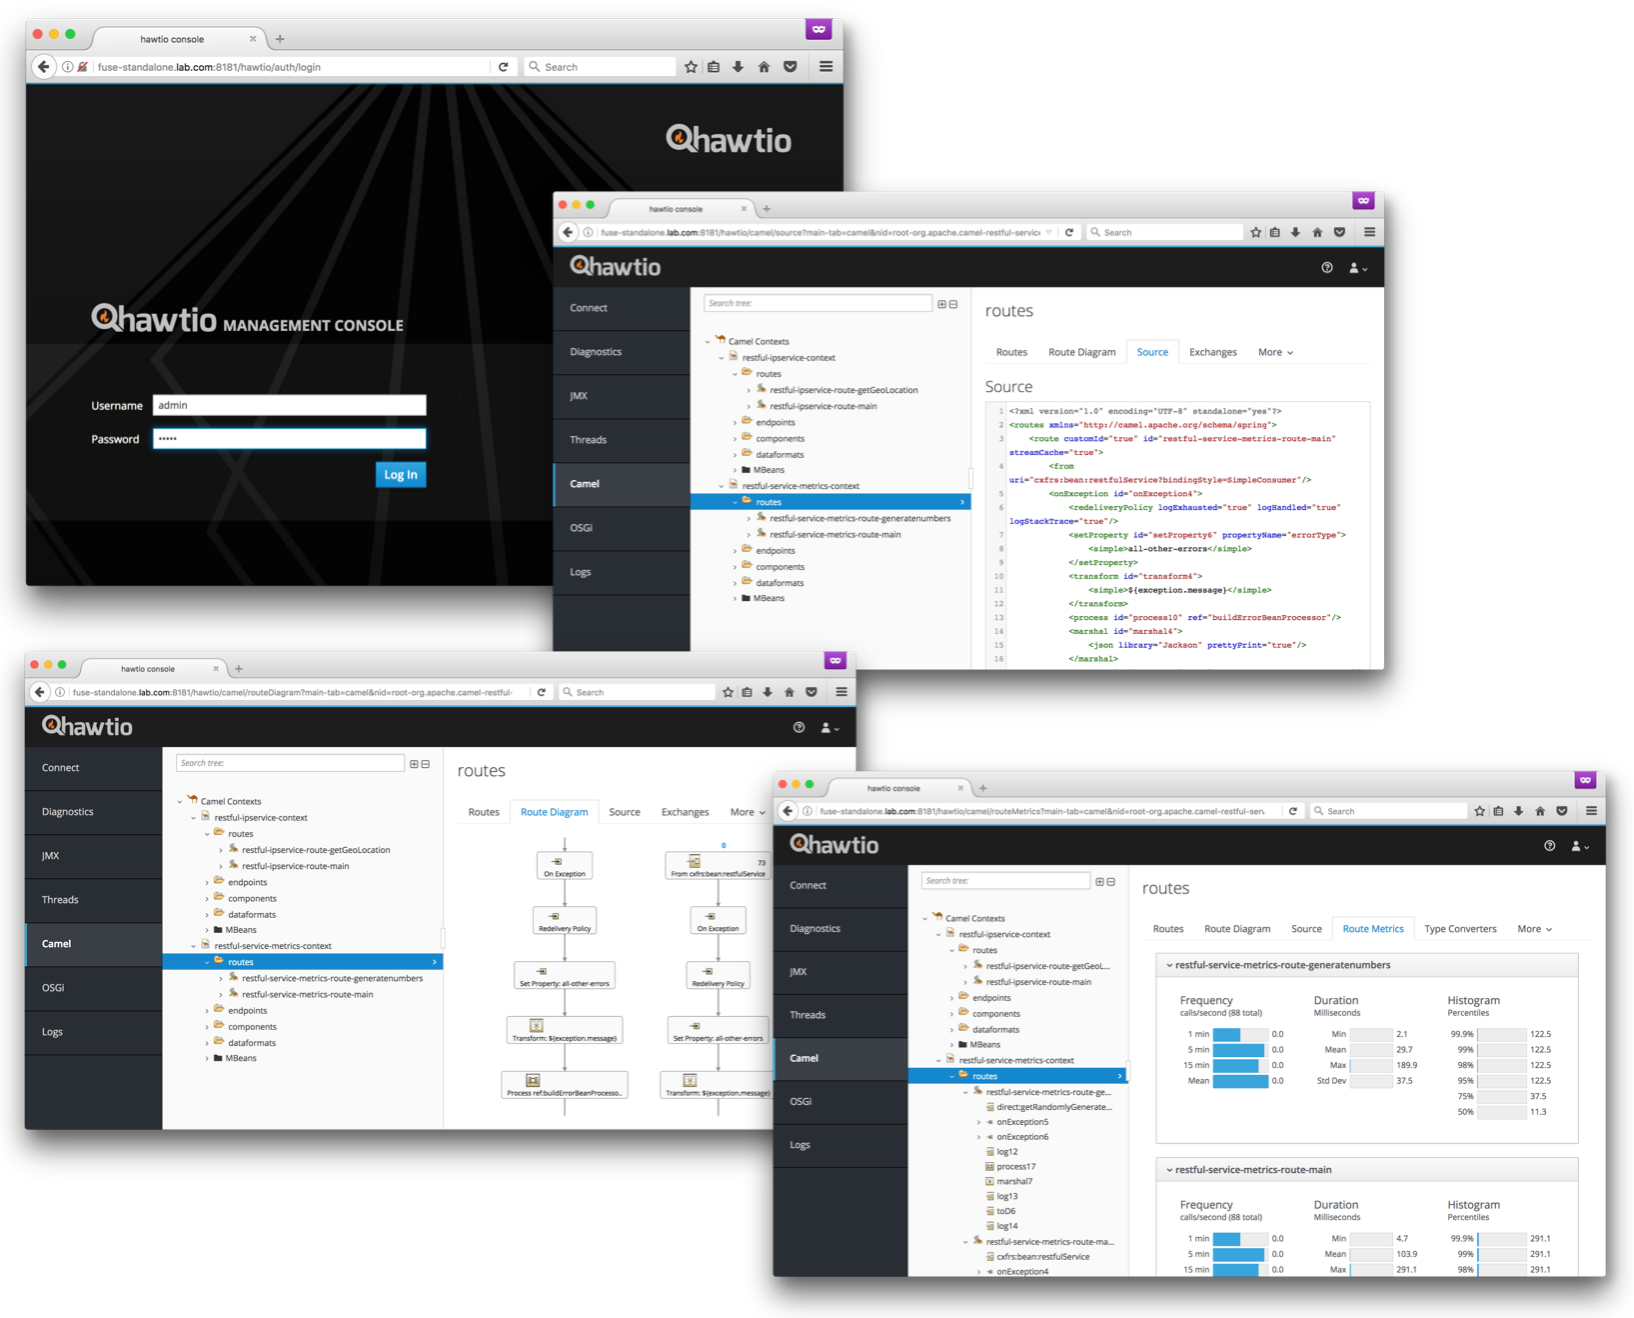 hawtio console
fuse-standalone.lab.com:8181/hawtio/auth/login
Search
hawtio
hawtio MANAGEMENT CONSOLE
Username admin
Password •••••
Log In
hawtio console
fuse-standalone.lab.com:8181/hawtio/camel/source?main-tab=camel&nid=root-org.apache.camel-restful-service
Search
hawtio
Connect
Diagnostics
JMX
Threads
Camel
OSGi
Logs
Search tree:
Camel Contexts
restful-ipservice-context
routes
restful-ipservice-route-getGeoLocation
restful-ipservice-route-main
endpoints
components
dataformats
MBeans
restful-service-metrics-context
routes
restful-service-metrics-route-generatenumbers
restful-service-metrics-route-main
endpoints
components
dataformats
MBeans
routes
Routes Route Diagram Source Exchanges More
Source
1 <?xml version="1.0" encoding="UTF-8" standalone="yes"?>
2 <routes xmlns="http://camel.apache.org/schema/spring">
3 <route customId="true" id="restful-service-metrics-route-main"
streamCache="true">
4 <from
uri="cxfrs:bean:restfulService?bindingStyle=SimpleConsumer"/>
5 <onException id="onException4">
6 <redeliveryPolicy logExhausted="true" logHandled="true"
logStackTrace="true"/>
7 <setProperty id="setProperty6" propertyName="errorType">
8 <simple>all-other-errors</simple>
9 </setProperty>
10 <transform id="transform4">
11 <simple>${exception.message}</simple>
12 </transform>
13 <process id="process10" ref="buildErrorBeanProcessor"/>
14 <marshal id="marshal4">
15 <json library="Jackson" prettyPrint="true"/>
16 </marshal>
hawtio console
fuse-standalone.lab.com:8181/hawtio/camel/routeDiagram?main-tab=camel&nid=root-org.apache.camel-restful-
Search
hawtio
Connect
Diagnostics
JMX
Threads
Camel
OSGi
Logs
Search tree:
Camel Contexts
restful-ipservice-context
routes
restful-ipservice-route-getGeoLocation
restful-ipservice-route-main
endpoints
components
dataformats
MBeans
restful-service-metrics-context
routes
restful-service-metrics-route-generatenumbers
restful-service-metrics-route-main
endpoints
components
dataformats
MBeans
routes
Routes Route Diagram Source Exchanges More
On Exception
Redelivery Policy
Set Property: all-other-errors
Transform: ${exception.message}
Process ref:buildErrorBeanProcesso..
0
73
From cxfrs:bean:restfulService
On Exception
Redelivery Policy
Set Property: all-other-errors
Transform: ${exception.message}
hawtio console
fuse-standalone.lab.com:8181/hawtio/camel/routeMetrics?main-tab=camel&nid=root-org.apache.camel-restful-serv
Search
hawtio
Connect
Diagnostics
JMX
Threads
Camel
OSGi
Logs
Search tree:
Camel Contexts
restful-ipservice-context
routes
restful-ipservice-route-getGeoL...
restful-ipservice-route-main
endpoints
components
dataformats
MBeans
restful-service-metrics-context
routes
restful-service-metrics-route-ge...
direct:getRandomlyGenerate...
onException5
onException6
log12
process17
marshal7
log13
toD6
log14
restful-service-metrics-route-ma...
cxfrs:bean:restfulService
onException4
routes
Routes Route Diagram Source Route Metrics Type Converters More
restful-service-metrics-route-generatenumbers
Frequency
calls/second (88 total)
1 min 0.0
5 min 0.0
15 min 0.0
Mean 0.0
Duration
Milliseconds
Min 2.1
Mean 29.7
Max 189.9
Std Dev 37.5
Histogram
Percentiles
99.9% 122.5
99% 122.5
98% 122.5
95% 122.5
75% 37.5
50% 11.3
restful-service-metrics-route-main
Frequency
calls/second (88 total)
1 min 0.0
5 min 0.0
15 min 0.0
Duration
Milliseconds
Min 4.7
Mean 103.9
Max 291.1
Histogram
Percentiles
99.9% 291.1
99% 291.1
98% 291.1